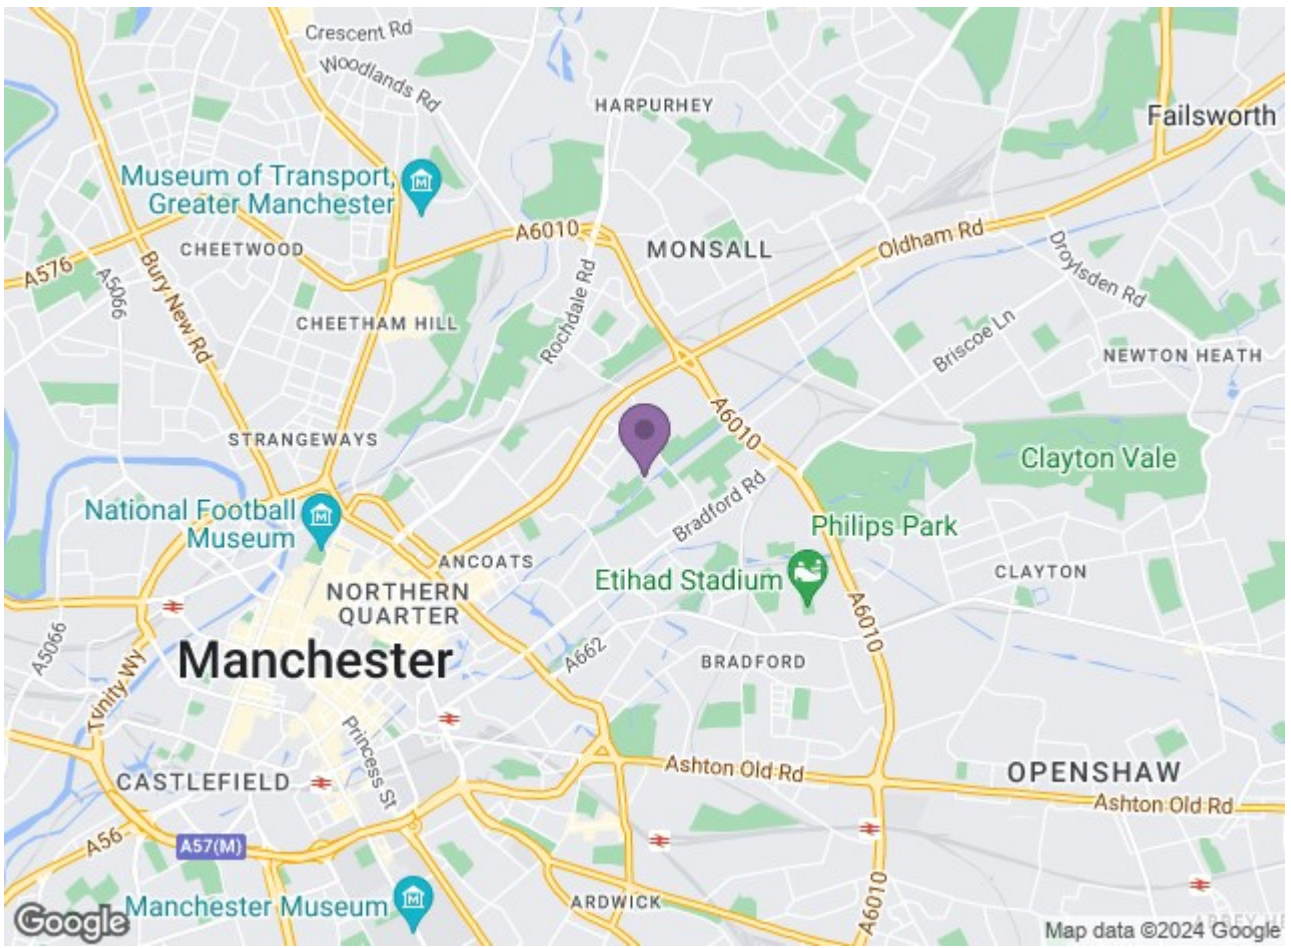 Crescent Rd
Woodlands Rd
HARPURHEY
Failsworth
Museum of Transport,
Greater Manchester
CHEETWOOD
A6010
MONSALL
Oldham Rd
Droylsden Rd
A576
A5066
Bury New Rd
Rochdale Rd
CHEETHAM HILL
Briscoe Ln
NEWTON HEATH
A6010
STRANGEWAYS
Clayton Vale
National Football
Museum
Bradford Rd
Philips Park
ANCOATS
Etihad Stadium
CLAYTON
NORTHERN
QUARTER
A6010
A5066
Manchester
A662
BRADFORD
Trinity Wy
Princess St
Ashton Old Rd
OPENSHAW
CASTLEFIELD
Ashton Old Rd
A56
A57(M)
Manchester Museum
ARDWICK
A6010
Google
Map data ©2024 Google